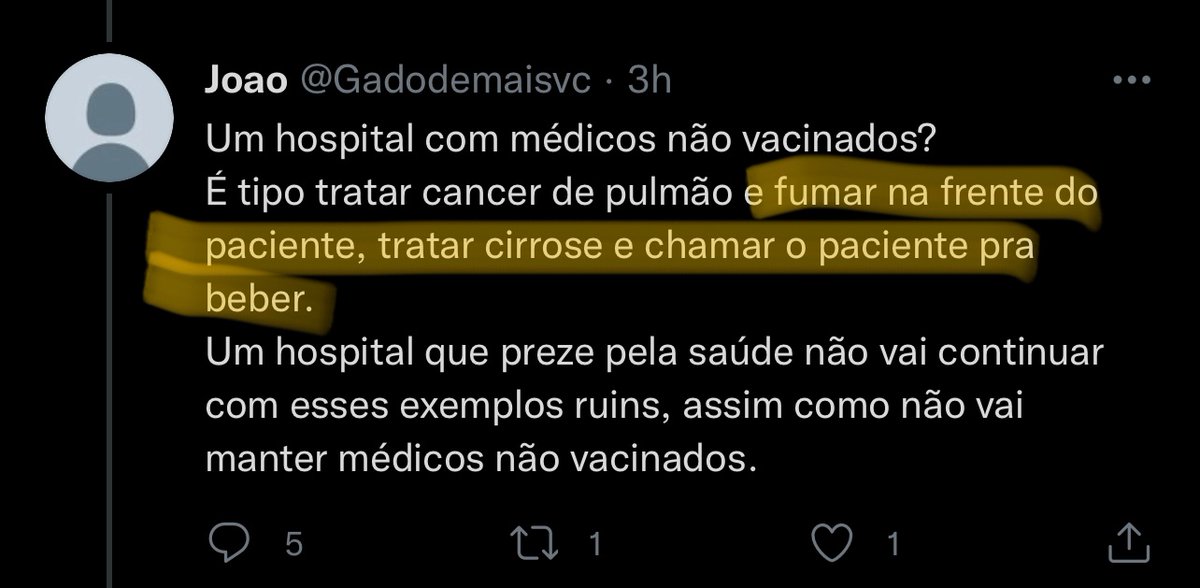 Joao @Gadodemaisvc · 3h
Um hospital com médicos não vacinados?
É tipo tratar cancer de pulmão e fumar na frente do
paciente, tratar cirrose e chamar o paciente pra
beber.
Um hospital que preze pela saúde não vai continuar
com esses exemplos ruins, assim como não vai
manter médicos não vacinados.
5 1 1